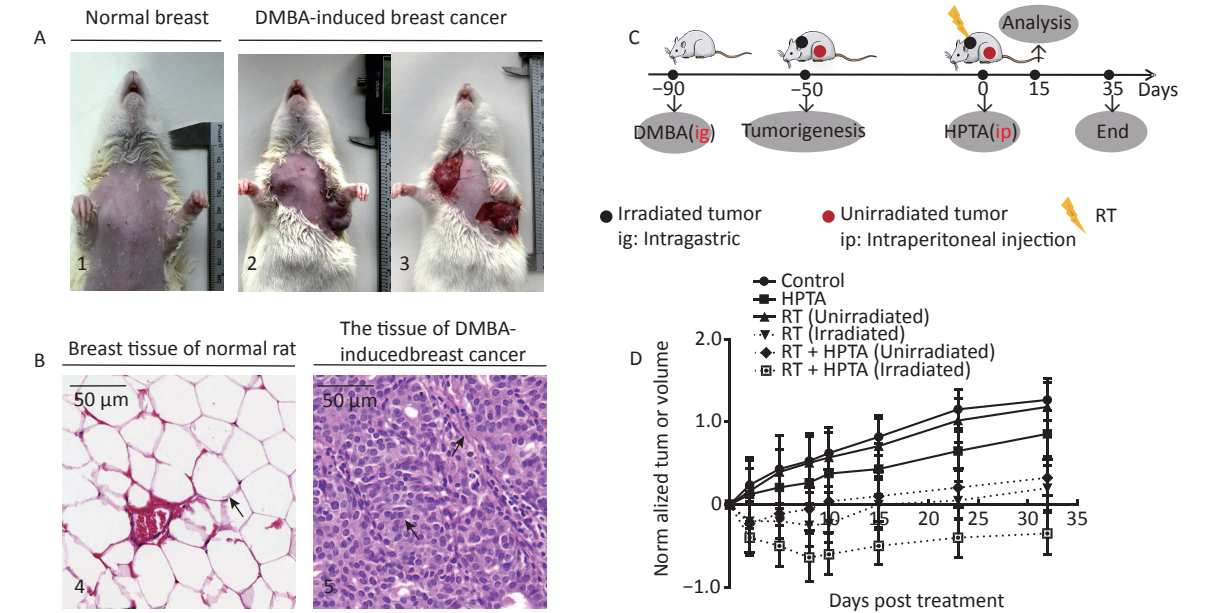 A
Normal breast
DMBA-induced breast cancer
1
2
3
B
Breast tissue of normal rat
The tissue of DMBA-
inducedbreast cancer
50 µm
4
50 µm
5
C
Analysis
−90
−50
0
15
35
Days
DMBA(ig)
Tumorigenesis
HPTA(ip)
End
Irradiated tumor
ig: Intragastric
Unirradiated tumor
ip: Intraperitoneal injection
RT
D
Control
HPTA
RT (Unirradiated)
RT (Irradiated)
RT + HPTA (Unirradiated)
RT + HPTA (Irradiated)
Norm alized tum or volume
2.0
1.0
0
−1.0
5
10
15
20
25
30
35
Days post treatment